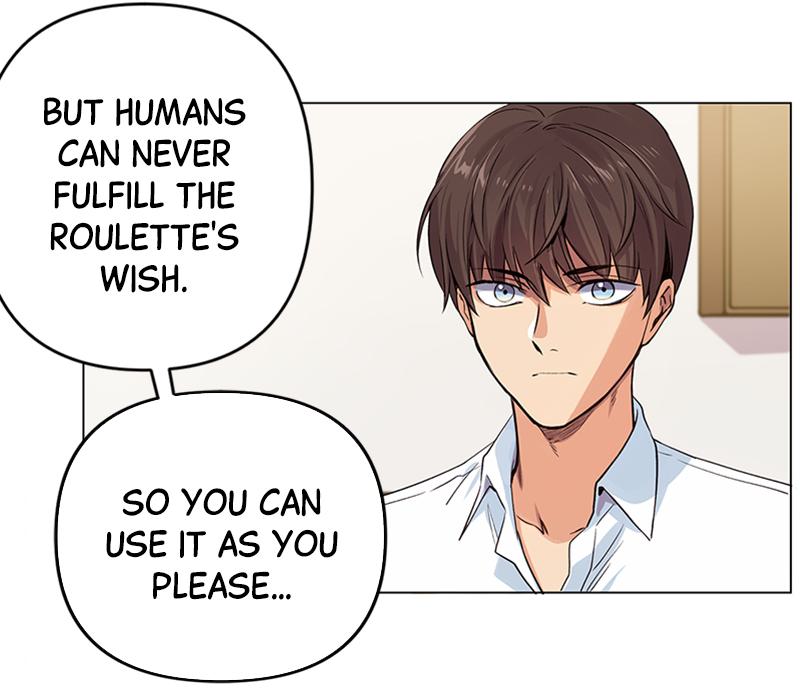 BUT HUMANS
CAN NEVER
FULFILL THE
ROULETTE'S
WISH.
SO YOU CAN
USE IT AS YOU
PLEASE...